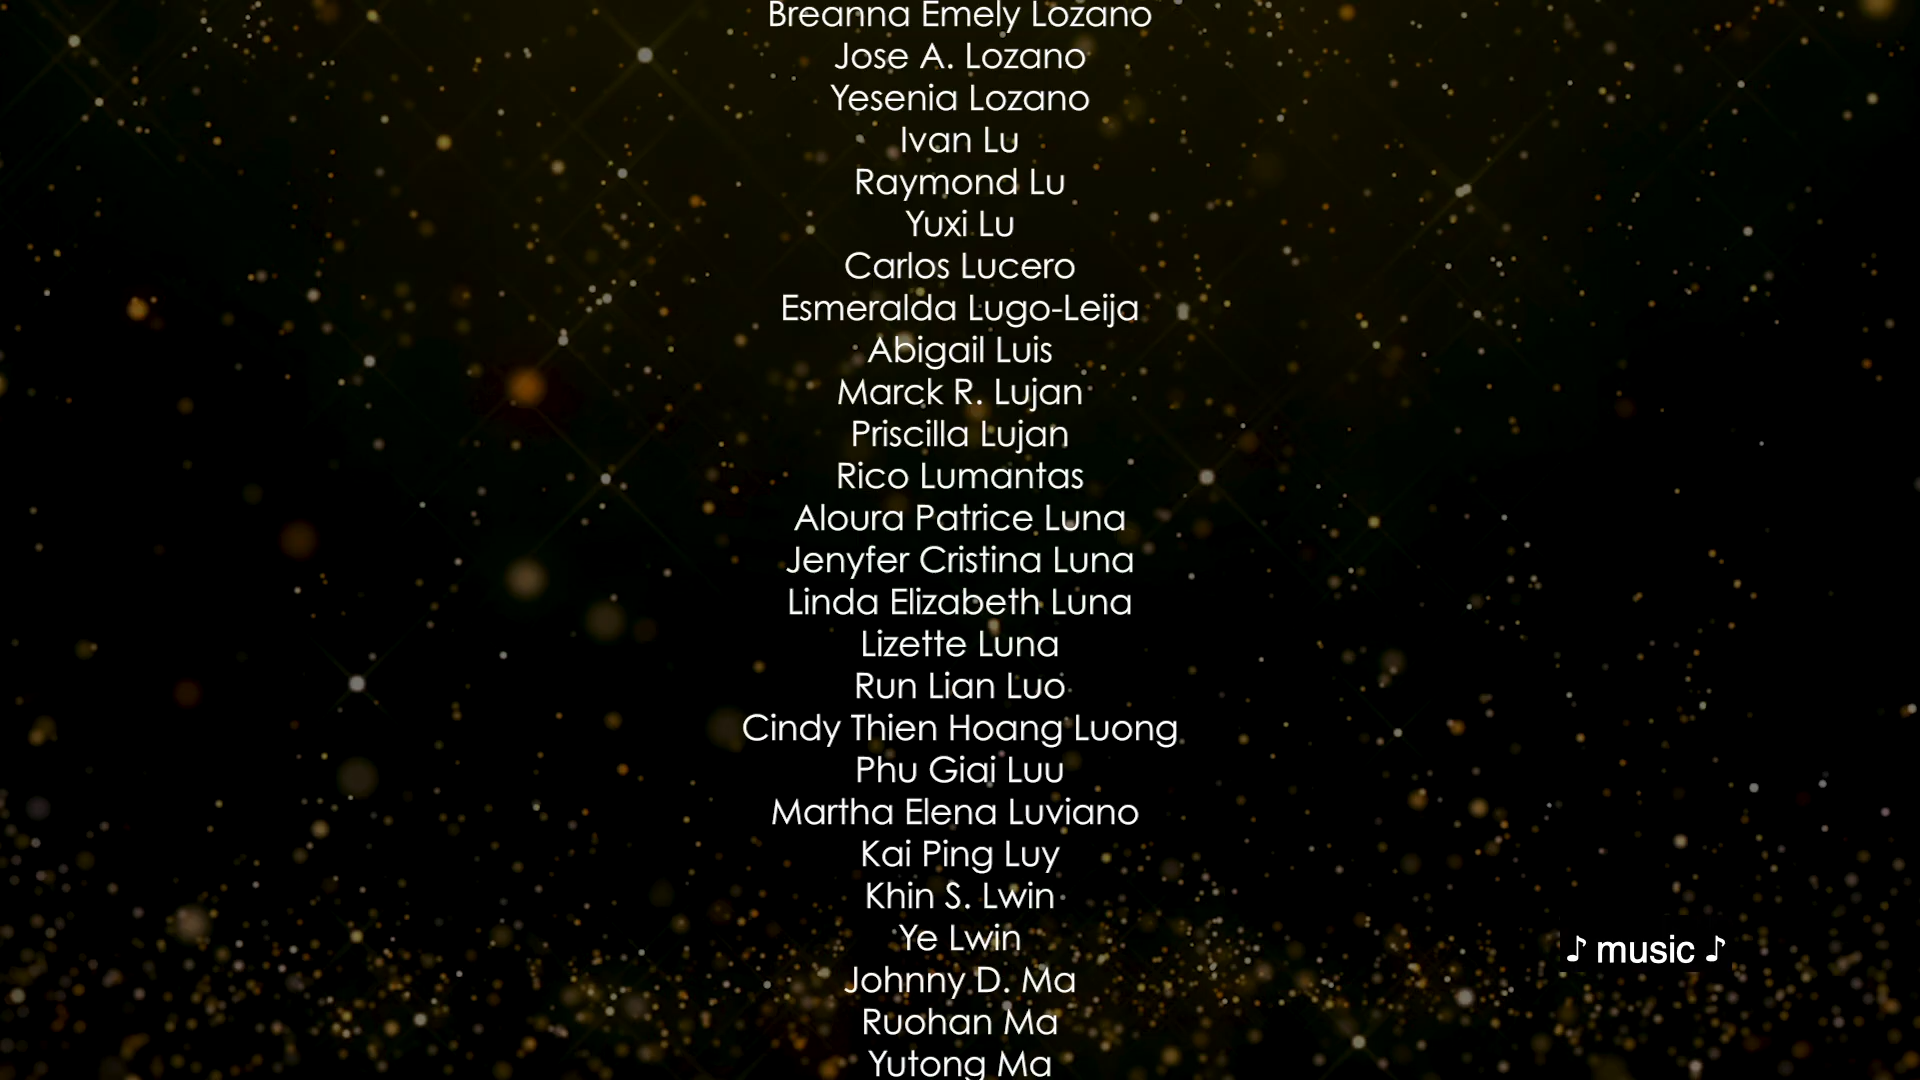 Breanna Emely Lozano
Jose A. Lozano
Yesenia Lozano
Ivan Lu
Raymond Lu
Yuxi Lu
Carlos Lucero
Esmeralda Lugo-Leija
Abigail Luis
Marck R. Lujan
Priscilla Lujan
Rico Lumantas
Aloura Patrice Luna
Jenyfer Cristina Luna
Linda Elizabeth Luna
Lizette Luna
Run Lian Luo
Cindy Thien Hoang Luong
Phu Giai Luu
Martha Elena Luviano
Kai Ping Luy
Khin S. Lwin
Ye Lwin
♪ music ♪
Johnny D. Ma
Ruohan Ma
Yutong Ma